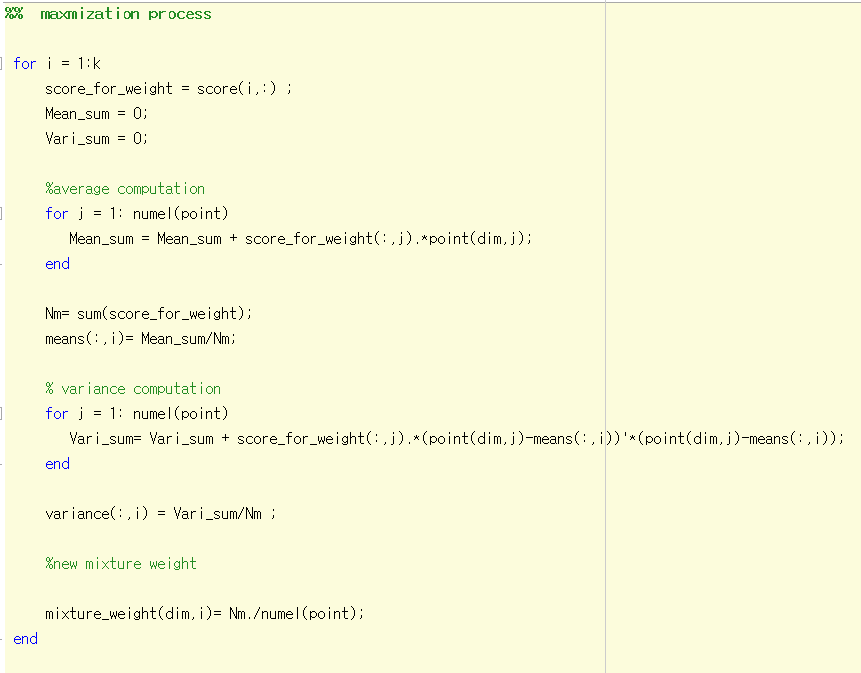 %%  maxmization process
for i = 1:k
score_for_weight = score(i,:) ;
Mean_sum = 0;
Vari_sum = 0;
%average computation
for j = 1: numel(point)
Mean_sum = Mean_sum + score_for_weight(:,j).*point(dim,j);
end
Nm= sum(score_for_weight);
means(:,i)= Mean_sum/Nm;
% variance computation
for j = 1: numel(point)
Vari_sum= Vari_sum + score_for_weight(:,j).*(point(dim,j)-means(:,i))'*(point(dim,j)-means(:,i));
end
variance(:,i) = Vari_sum/Nm ;
%new mixture weight
mixture_weight(dim,i)= Nm./numel(point);
end